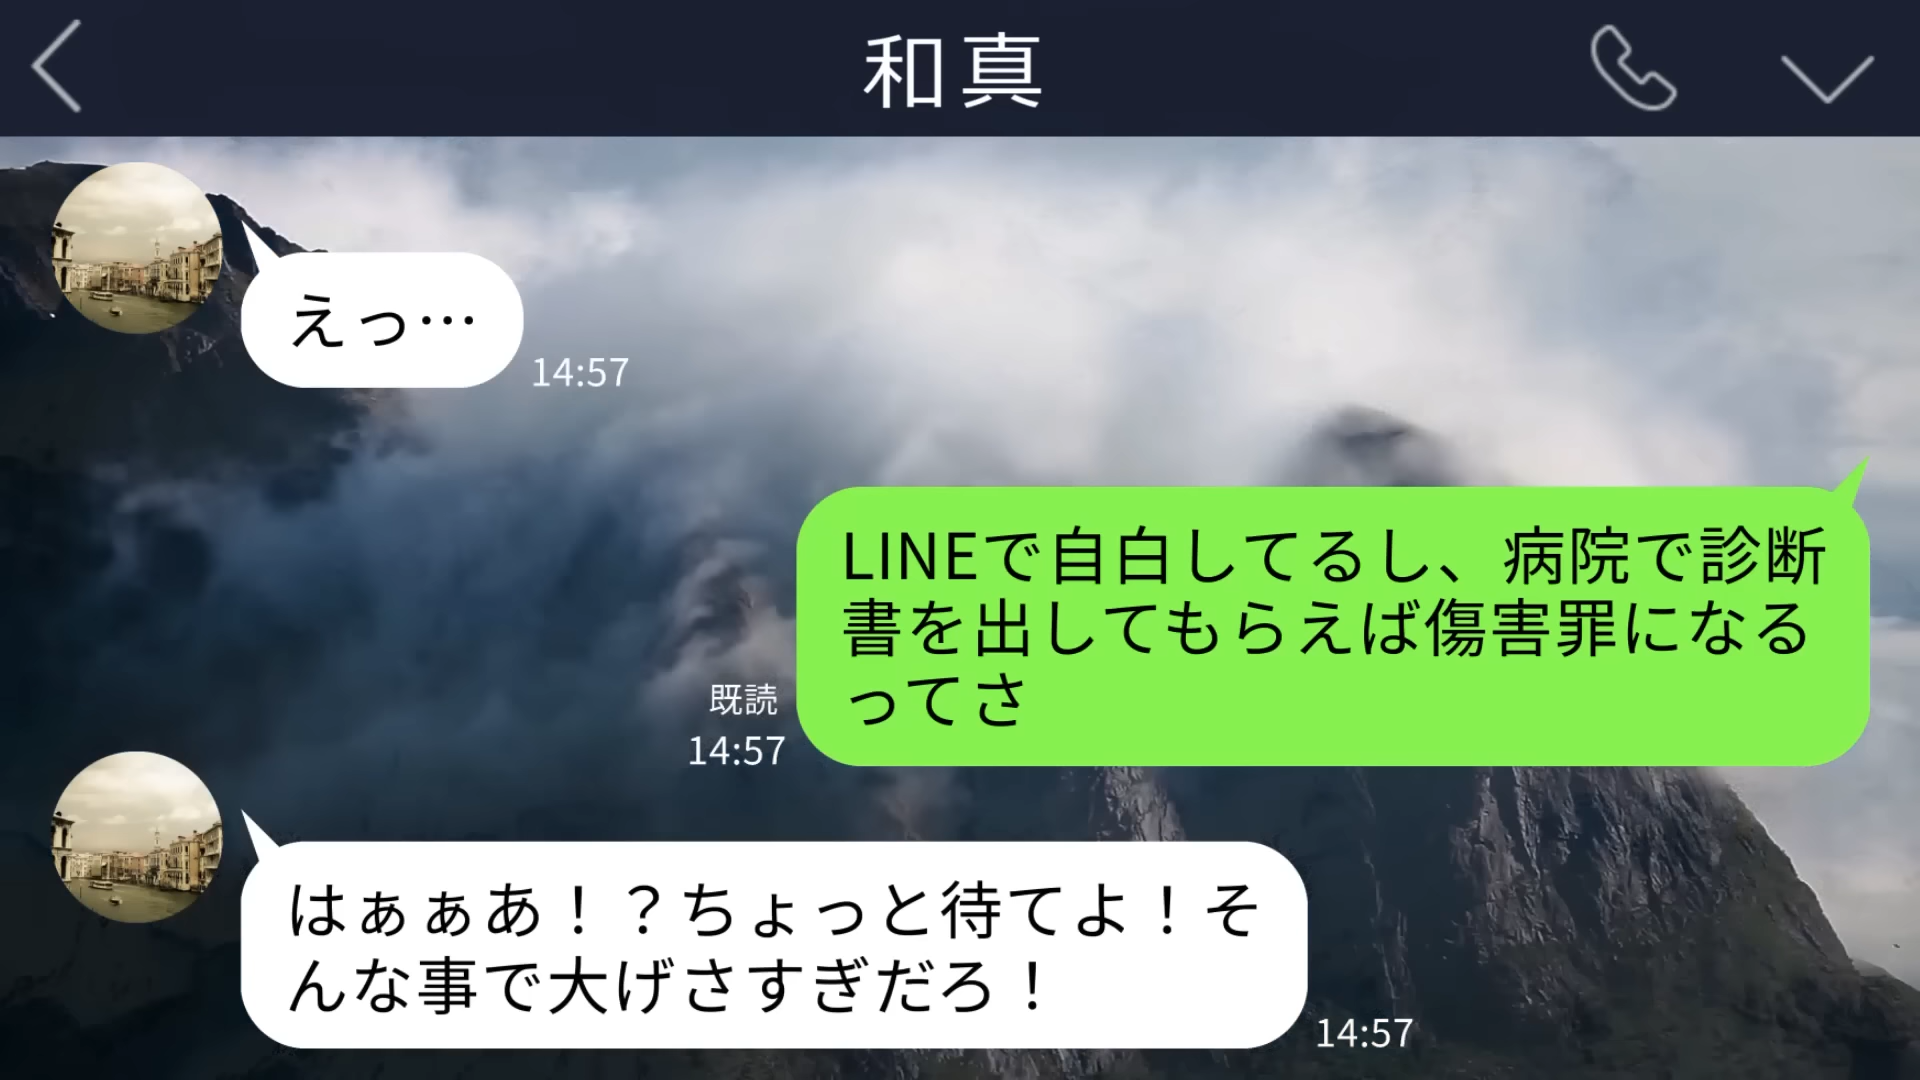 和真
えっ…
14:57
LINEで自白してるし、病院で診断
書を出してもらえば傷害罪になる
ってさ
既読
14:57
はぁぁあ！？ちょっと待てよ！そ
んな事で大げさすぎだろ！
14:57